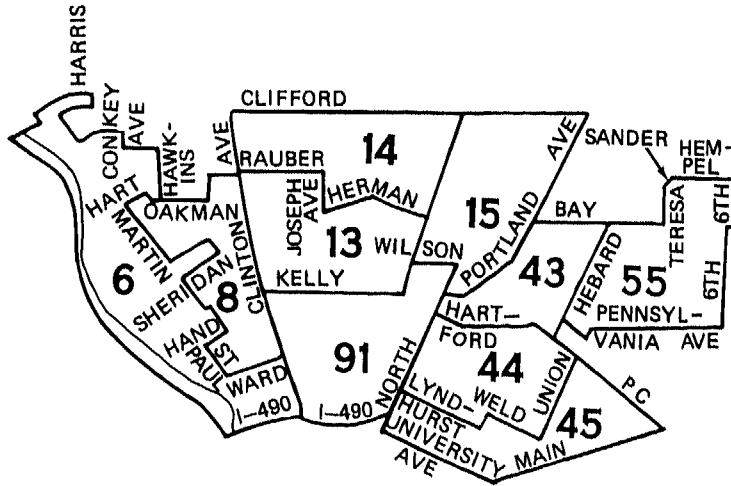 HARRIS
CONKEY
AVE
HAWK-
INS
AVE
CLIFFORD
RAUBER
14
JOSEPH
AVE
HERMAN
AVE
SANDER
HEM-
PEL
6TH
TERESA
HART
MARTIN
OAKMAN
13
WIL
SON
15
PORTLAND
BAY
43
HEBARD
55
6TH
PENNSYL-
VANIA AVE
6
SHERI
DAN
8
CLINTON
KELLY
HAND
ST
PAUL
WARD
91
I-490
I-490
NORTH
HART-
FORD
44
LYND-
HURST
WELD
UNION
PC
45
UNIVERSITY
AVE
MAIN